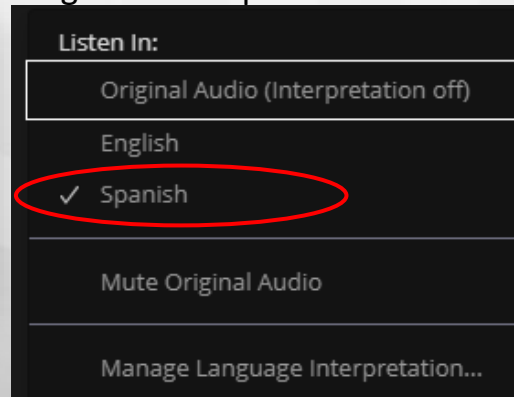 Listen In:
Original Audio (Interpretation off)
English
✓ Spanish
Mute Original Audio
Manage Language Interpretation...